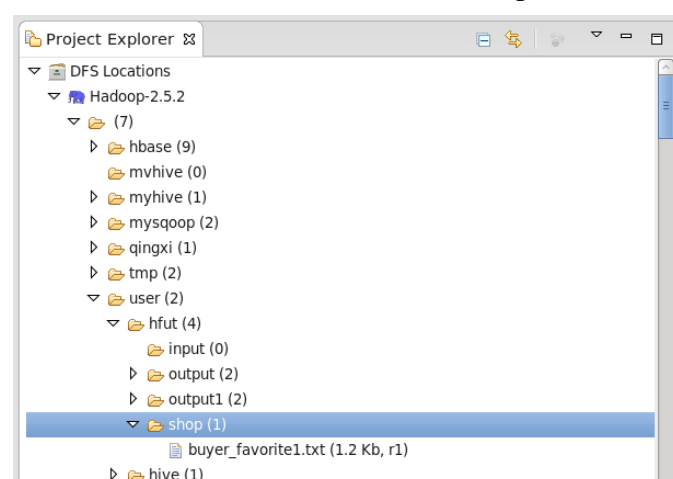 Project Explorer
DFS Locations
Hadoop-2.5.2
(7)
hbase (9)
mvhive (0)
myhive (1)
mysqoop (2)
qingxi (1)
tmp (2)
user (2)
hfut (4)
input (0)
output (2)
output1 (2)
shop (1)
buyer_favorite1.txt (1.2 Kb, r1)
hive (1)